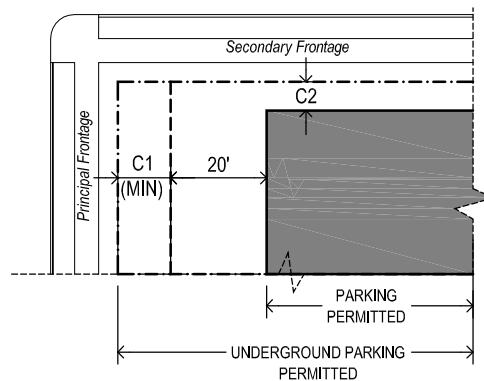 Secondary Frontage
C2
Principal Frontage
C1
(MIN)
20'
PARKING
PERMITTED
UNDERGROUND PARKING
PERMITTED